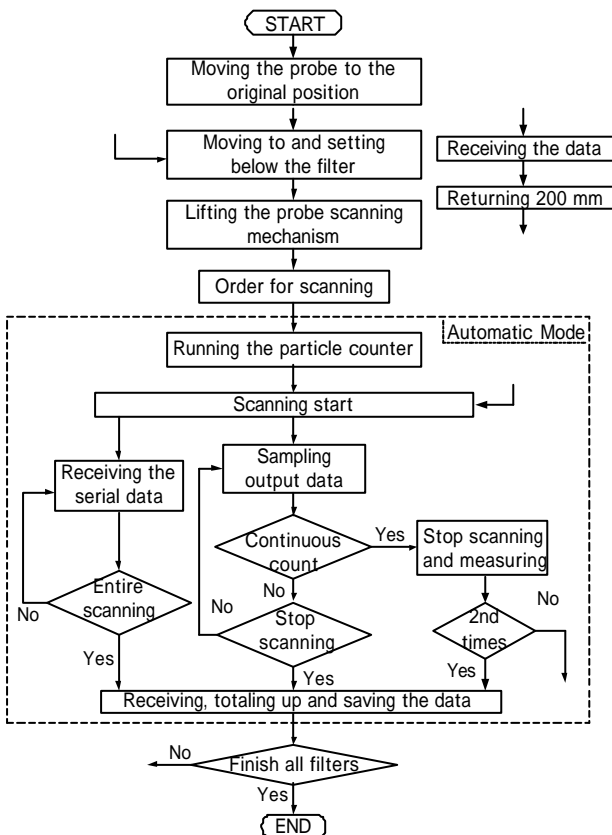 START
Moving the probe to the
original position
Moving to and setting
below the filter
Receiving the data
Returning 200 mm
Lifting the probe scanning
mechanism
Order for scanning
Automatic Mode
Running the particle counter
Scanning start
Receiving the
serial data
Sampling
output data
Continuous
count
Yes
Stop scanning
and measuring
No
Entire
scanning
No
Yes
No
Stop
scanning
Yes
2nd
times
No
Yes
Receiving, totaling up and saving the data
No
Finish all filters
Yes
END